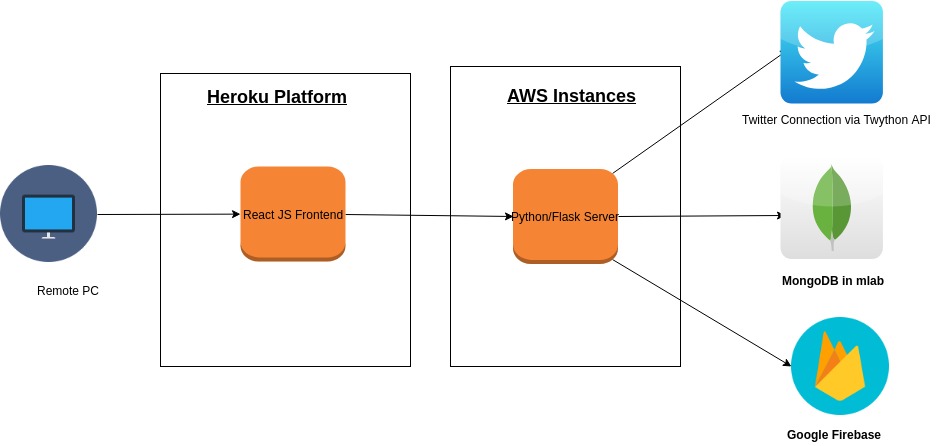 Heroku Platform
AWS Instances
Twitter Connection via Twython API
React JS Frontend
Python/Flask Server
Remote PC
MongoDB in mlab
Google Firebase